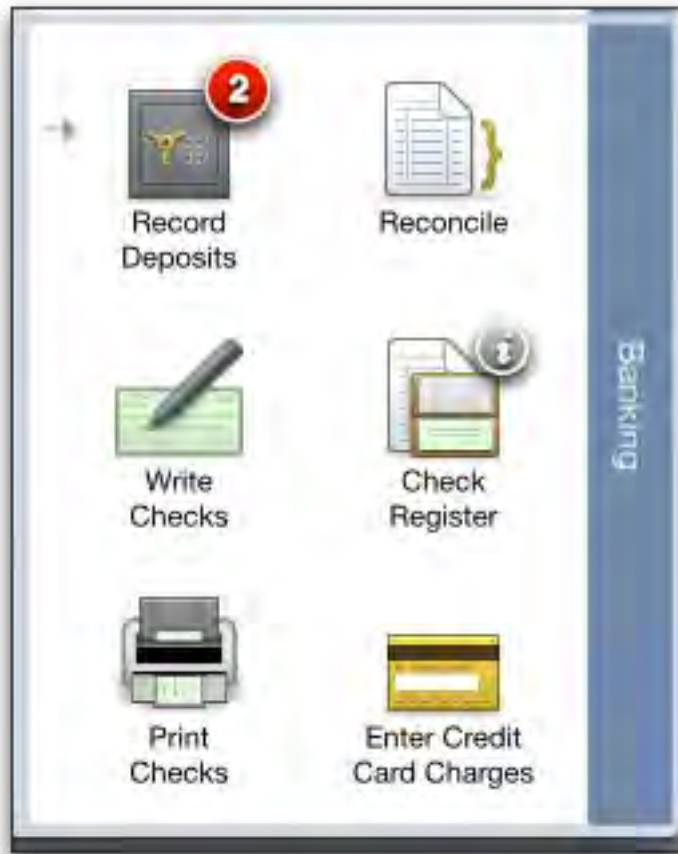 2
Record
Deposits
Reconcile
Write
Checks
i
Check
Register
Print
Checks
Enter Credit
Card Charges
Banking